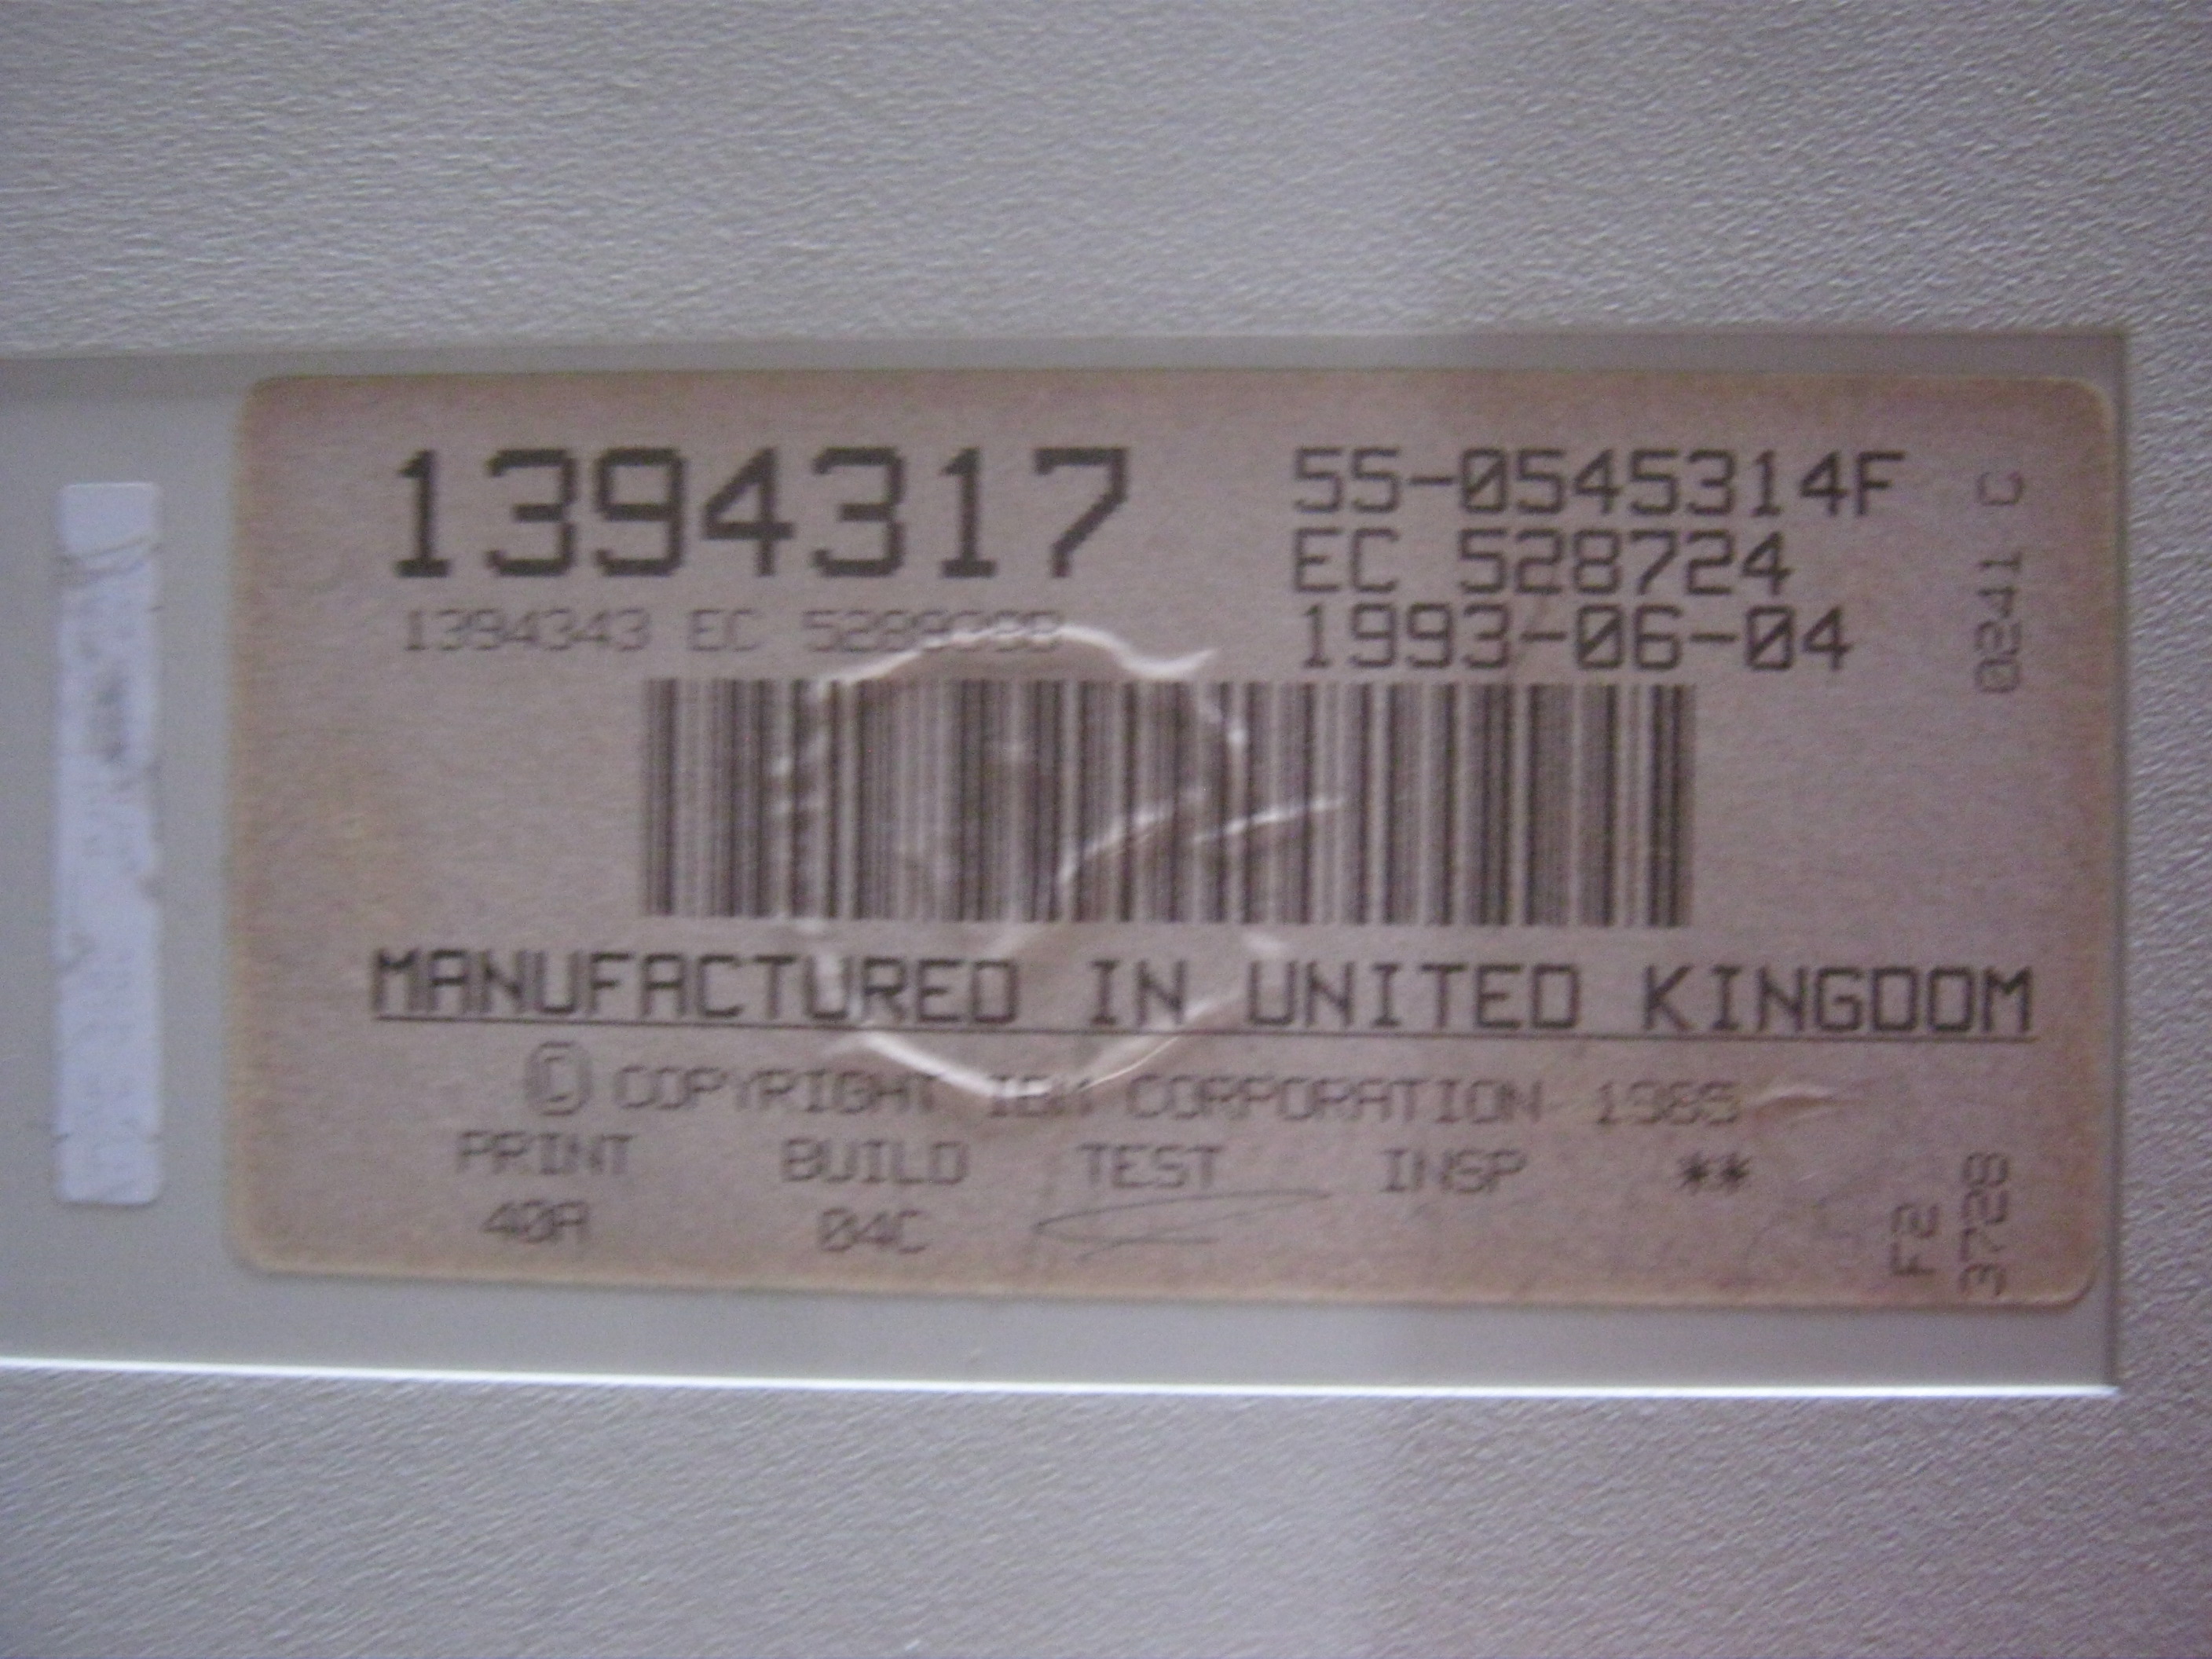 1394317
55-0545314F
EC 528724
1993-06-04
0241 C
1394343 EC
MANUFACTURED IN UNITED KINGDOM
© COPYRIGHT IBM CORPORATION 1985
PRINT BUILD TEST INSP **
40A 04C
F2
3728